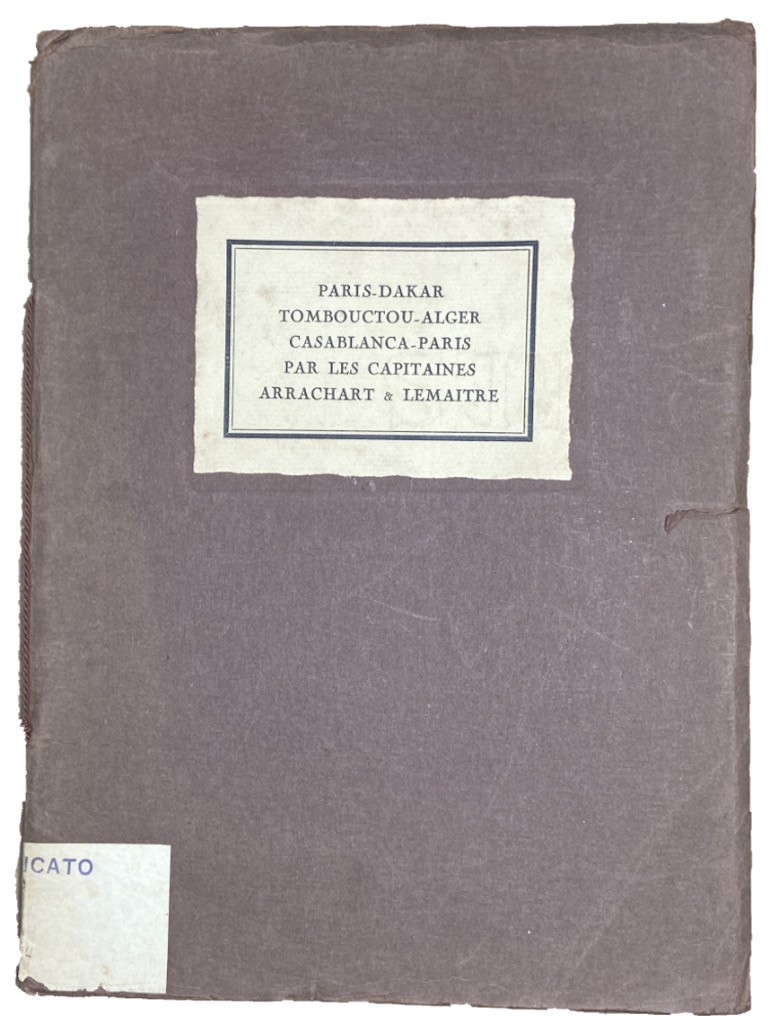 PARIS-DAKAR
TOMBOUCTOU-ALGER
CASABLANCA-PARIS
PAR LES CAPITAINES
ARRACHART & LEMAITRE
ICATO